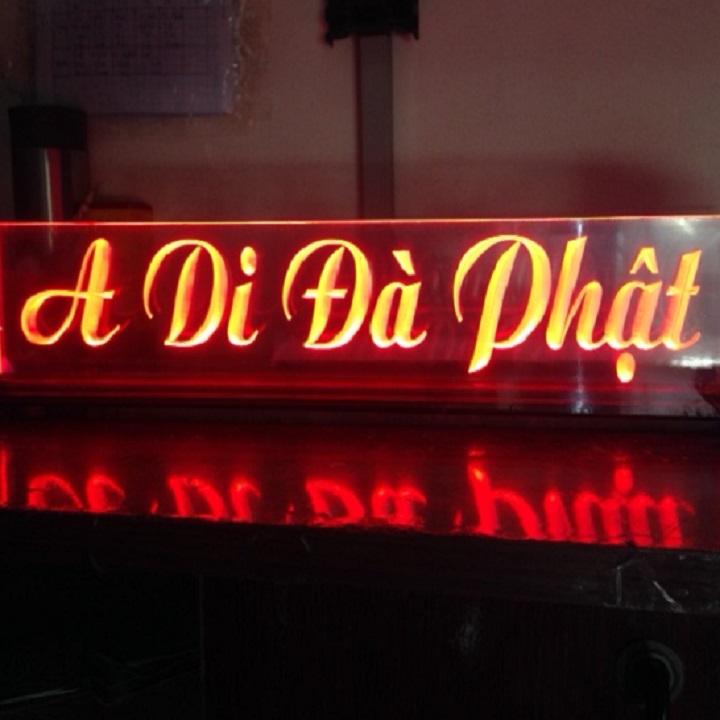 A Di Đà Phật